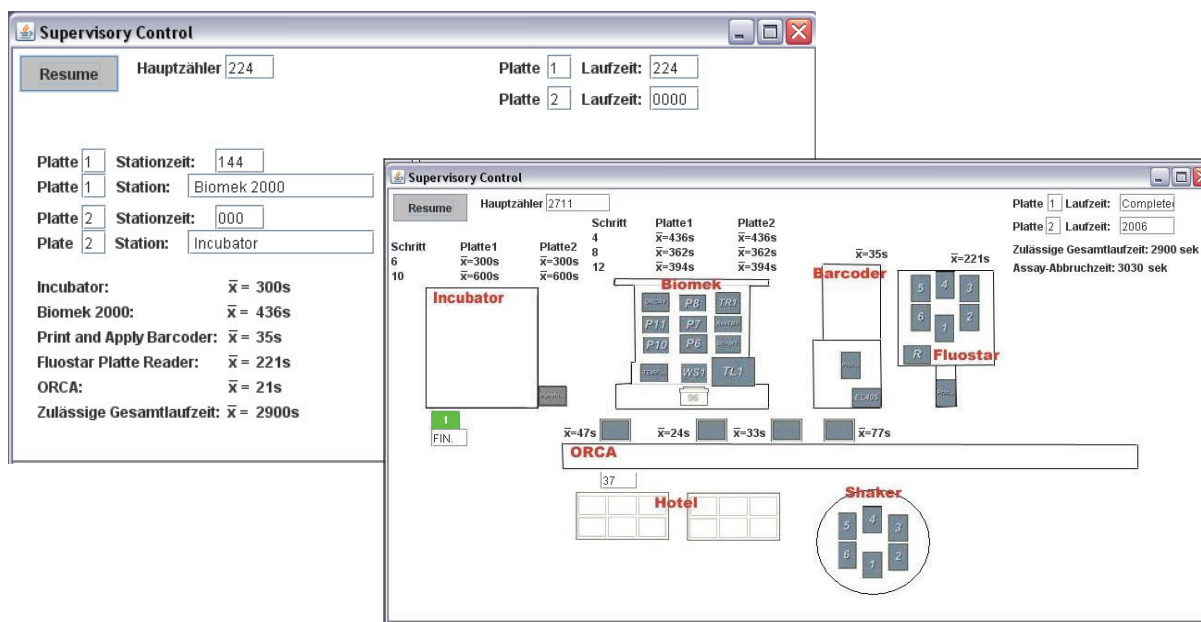 Supervisory Control
Resume Hauptzähler 224 Platte 1 Laufzeit: 224
Platte 2 Laufzeit: 0000
Platte 1 Stationzeit: 144
Platte 1 Station: Biomek 2000
Platte 2 Stationzeit: 000
Plate 2 Station: Incubator
Incubator: x̅ = 300s
Biomek 2000: x̅ = 436s
Print and Apply Barcoder: x̅ = 35s
Fluostar Platte Reader: x̅ = 221s
ORCA: x̅ = 21s
Zulässige Gesamtlaufzeit: x̅ = 2900s
Supervisory Control
Resume Hauptzähler 2711 Platte 1 Laufzeit: Complete
Platte 2 Laufzeit: 2006
Zulässige Gesamtlaufzeit: 2900 sek
Assay-Abbruchzeit: 3030 sek
Schritt Platte1 Platte2
4 x̅=436s x̅=436s
8 x̅=362s x̅=362s
12 x̅=394s x̅=394s
Schritt Platte1 Platte2
6 x̅=300s x̅=300s
10 x̅=600s x̅=600s
x̅=35s
x̅=221s
Incubator
Biomek
P8 TR1
P11 P7
P10 P6
WS1 TL1
96
Barcoder
EL405
5 4 3
6 1 2
R Fluostar
1
FIN.
x̅=47s x̅=24s x̅=33s x̅=77s
ORCA
37
Hotel
Shaker
5 4 3
6 1 2